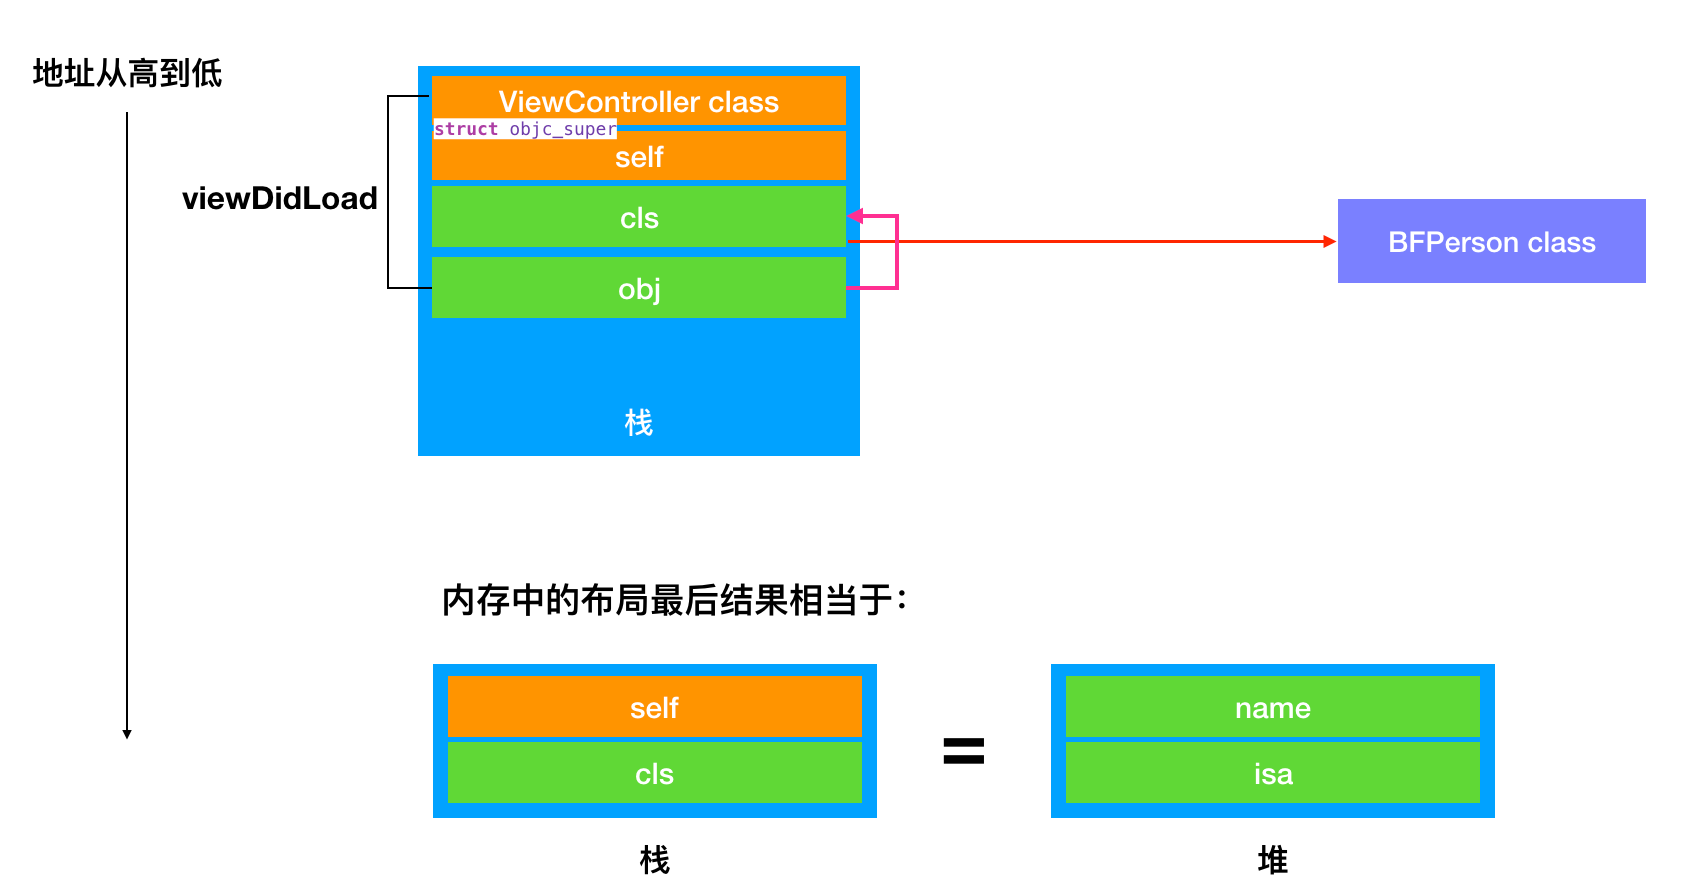 地址从高到低
ViewController class
struct objc_super
self
viewDidLoad
cls
BFPerson class
obj
栈
内存中的布局最后结果相当于：
self
name
=
cls
isa
栈
堆